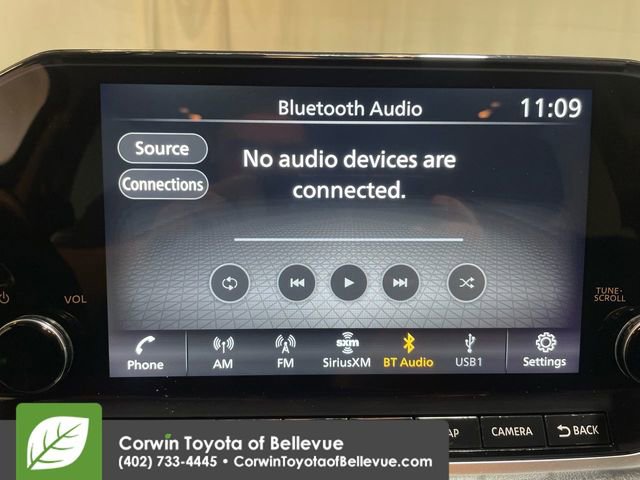 Bluetooth Audio 11:09
Source
Connections
No audio devices are
connected.
VOL
TUNE·
SCROLL
Phone AM FM sxm SiriusXM BT Audio USB1 Settings
CAMERA BACK
Corwin Toyota of Bellevue
(402) 733-4445 • CorwinToyotaofBellevue.com